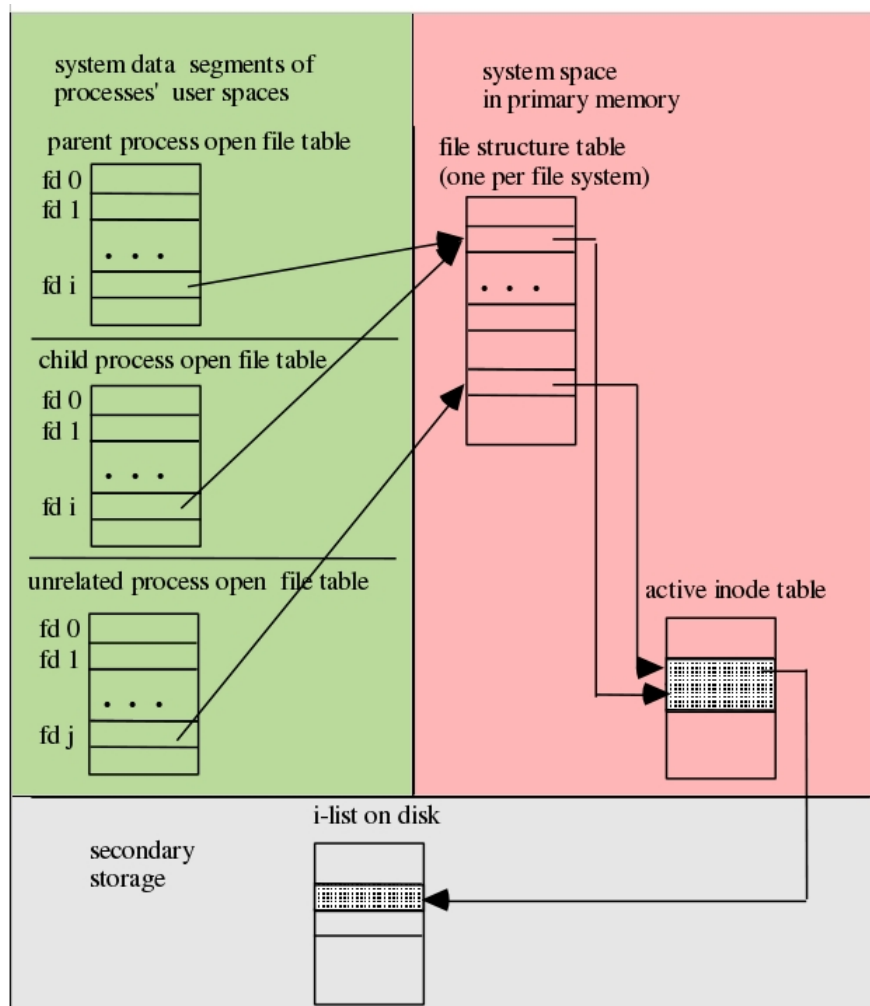 system data segments of
processes' user spaces
system space
in primary memory
parent process open file table
fd 0
fd 1
. . .
fd i
file structure table
(one per file system)
. . .
child process open file table
fd 0
fd 1
. . .
fd i
unrelated process open file table
fd 0
fd 1
. . .
fd j
active inode table
i-list on disk
secondary
storage